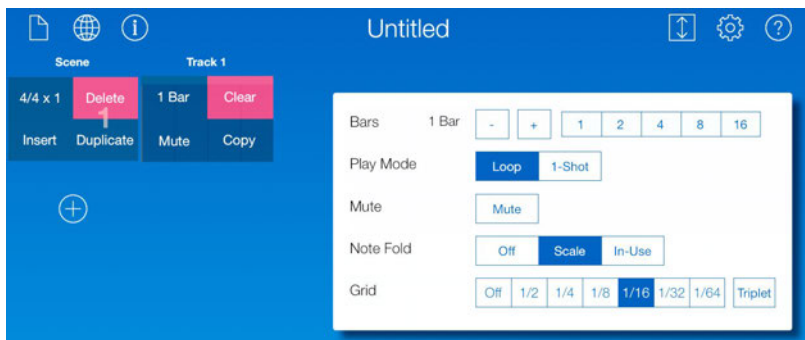 Untitled
Scene Track 1
4/4 x 1 Delete 1 Bar Clear
1
Insert Duplicate Mute Copy
Bars 1 Bar - + 1 2 4 8 16
Play Mode Loop 1-Shot
Mute Mute
Note Fold Off Scale In-Use
Grid Off 1/2 1/4 1/8 1/16 1/32 1/64 Triplet